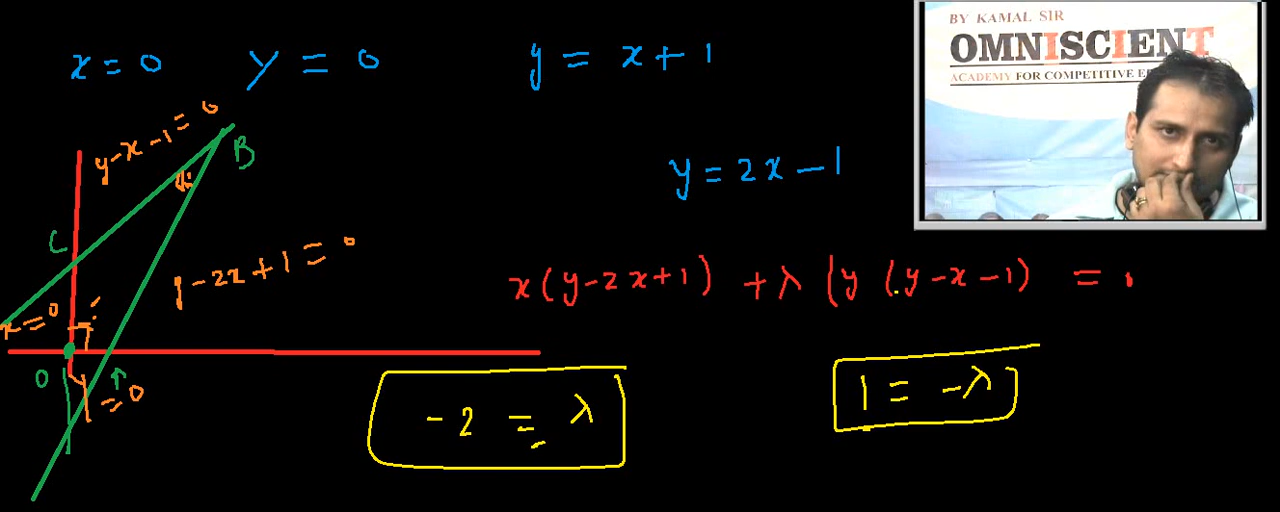 BY KAMAL SIR
OMNISCIENT
ACADEMY FOR COMPETITIVE
x = 0 y = 0 y = x + 1
y - x - 1 = 0
B
y = 2x - 1
C
y - 2x + 1 = 0
x (y - 2x + 1) + λ (y (y - x - 1) =
x = 0
O
y = 0
- 2 = λ
1 = - λ